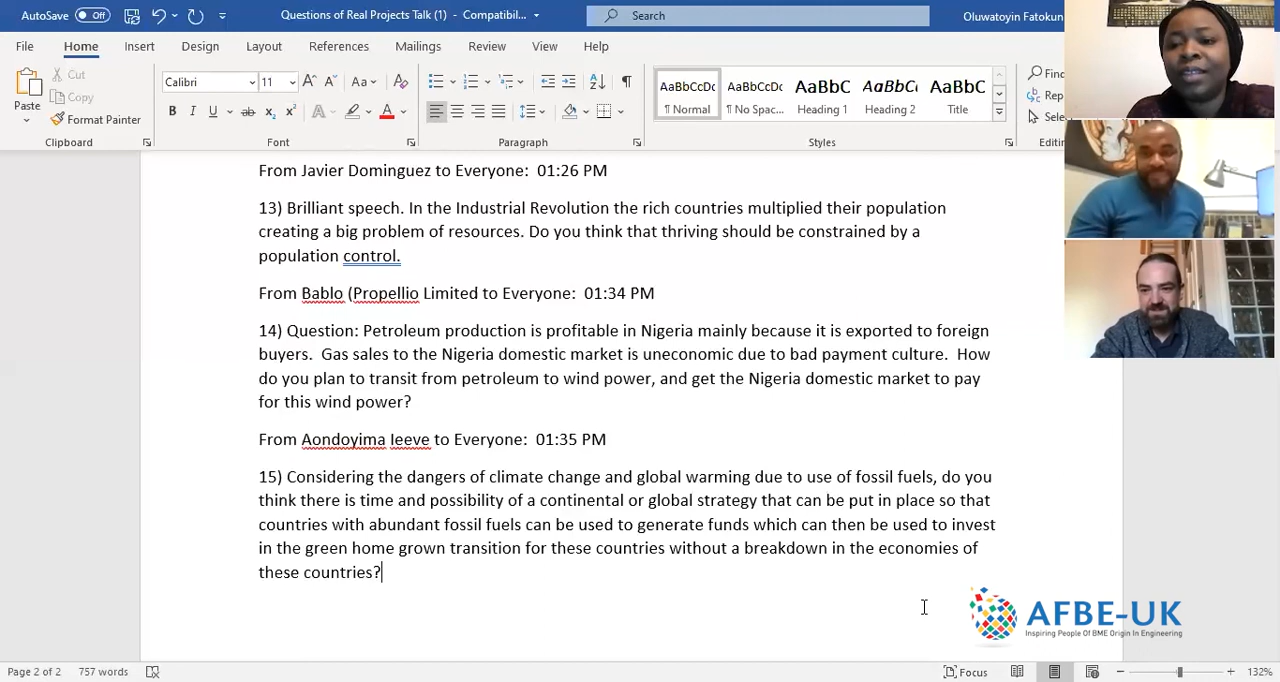 AutoSave Off Questions of Real Projects Talk (1) - Compatibil... Search Oluwatoyin Fatokun
File Home Insert Design Layout References Mailings Review View Help
Paste Cut Copy Format Painter
Calibri 11
AaBbCcDc AaBbCcDc AaBbC AaBbCc AaBbC
¶ Normal ¶ No Spac... Heading 1 Heading 2 Title
Clipboard Font Paragraph Styles
From Javier Dominguez to Everyone: 01:26 PM
13) Brilliant speech. In the Industrial Revolution the rich countries multiplied their population
creating a big problem of resources. Do you think that thriving should be constrained by a
population control.
From Bablo (Propellio Limited to Everyone: 01:34 PM
14) Question: Petroleum production is profitable in Nigeria mainly because it is exported to foreign
buyers. Gas sales to the Nigeria domestic market is uneconomic due to bad payment culture. How
do you plan to transit from petroleum to wind power, and get the Nigeria domestic market to pay
for this wind power?
From Aondoyima Ieeve to Everyone: 01:35 PM
15) Considering the dangers of climate change and global warming due to use of fossil fuels, do you
think there is time and possibility of a continental or global strategy that can be put in place so that
countries with abundant fossil fuels can be used to generate funds which can then be used to invest
in the green home grown transition for these countries without a breakdown in the economies of
these countries?
AFBE-UK
Inspiring People Of BME Origin In Engineering
Page 2 of 2 757 words Focus 132%